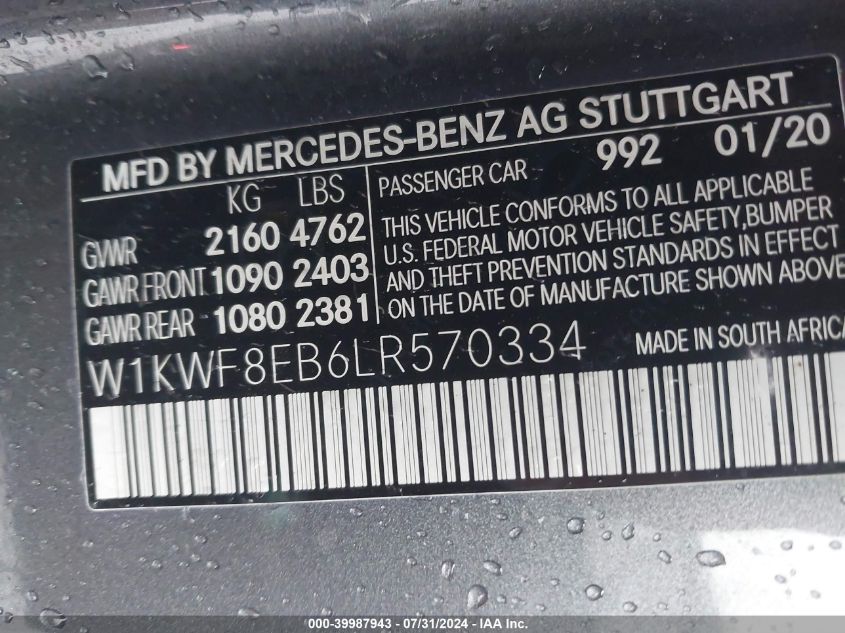 MFD BY MERCEDES-BENZ AG STUTTGART
KG LBS
GVWR 2160 4762
GAWR FRONT 1090 2403
GAWR REAR 1080 2381
PASSENGER CAR 992 01/20
THIS VEHICLE CONFORMS TO ALL APPLICABLE
U.S. FEDERAL MOTOR VEHICLE SAFETY, BUMPER
AND THEFT PREVENTION STANDARDS IN EFFECT
ON THE DATE OF MANUFACTURE SHOWN ABOVE
W1KWF8EB6LR570334 MADE IN SOUTH AFRICA
000-39987943 / 07/31/2024 / IAA Inc.